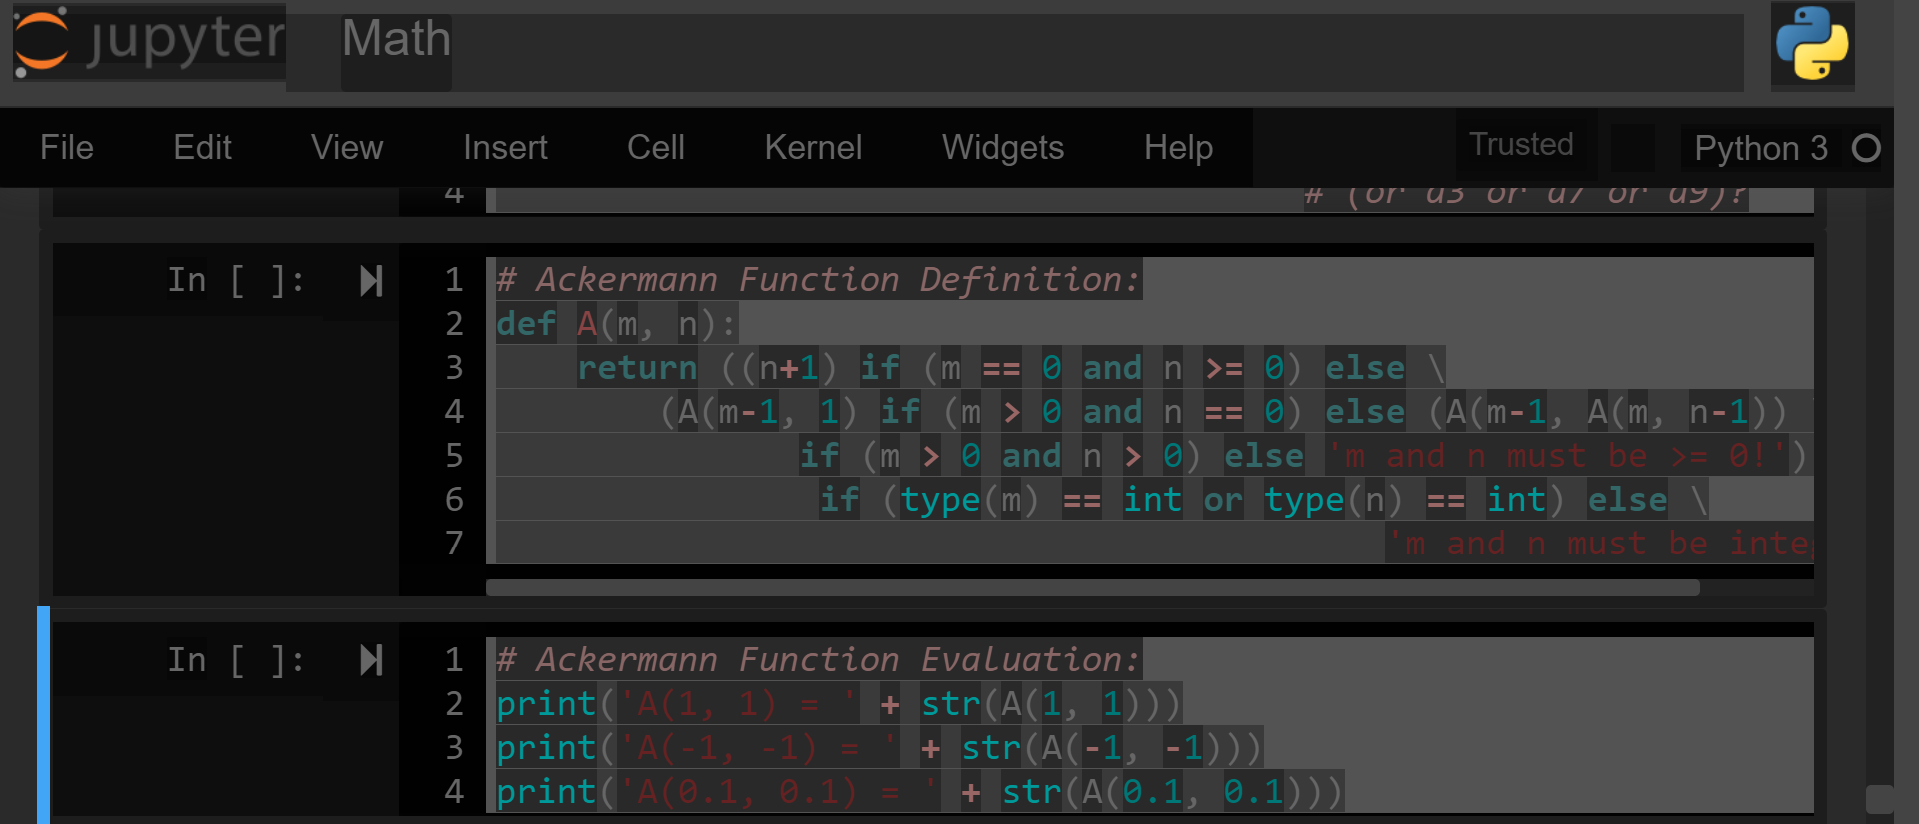 jupyter Math
File Edit View Insert Cell Kernel Widgets Help Trusted Python 3
4 # (or a3 or a7 or a9)?
In [ ]: 1 # Ackermann Function Definition:
2 def A(m, n):
3 return ((n+1) if (m == 0 and n >= 0) else \
4 (A(m-1, 1) if (m > 0 and n == 0) else (A(m-1, A(m, n-1))
5 if (m > 0 and n > 0) else 'm and n must be >= 0!')
6 if (type(m) == int or type(n) == int) else \
7 'm and n must be integ
In [ ]: 1 # Ackermann Function Evaluation:
2 print('A(1, 1) = ' + str(A(1, 1)))
3 print('A(-1, -1) = ' + str(A(-1, -1)))
4 print('A(0.1, 0.1) = ' + str(A(0.1, 0.1)))